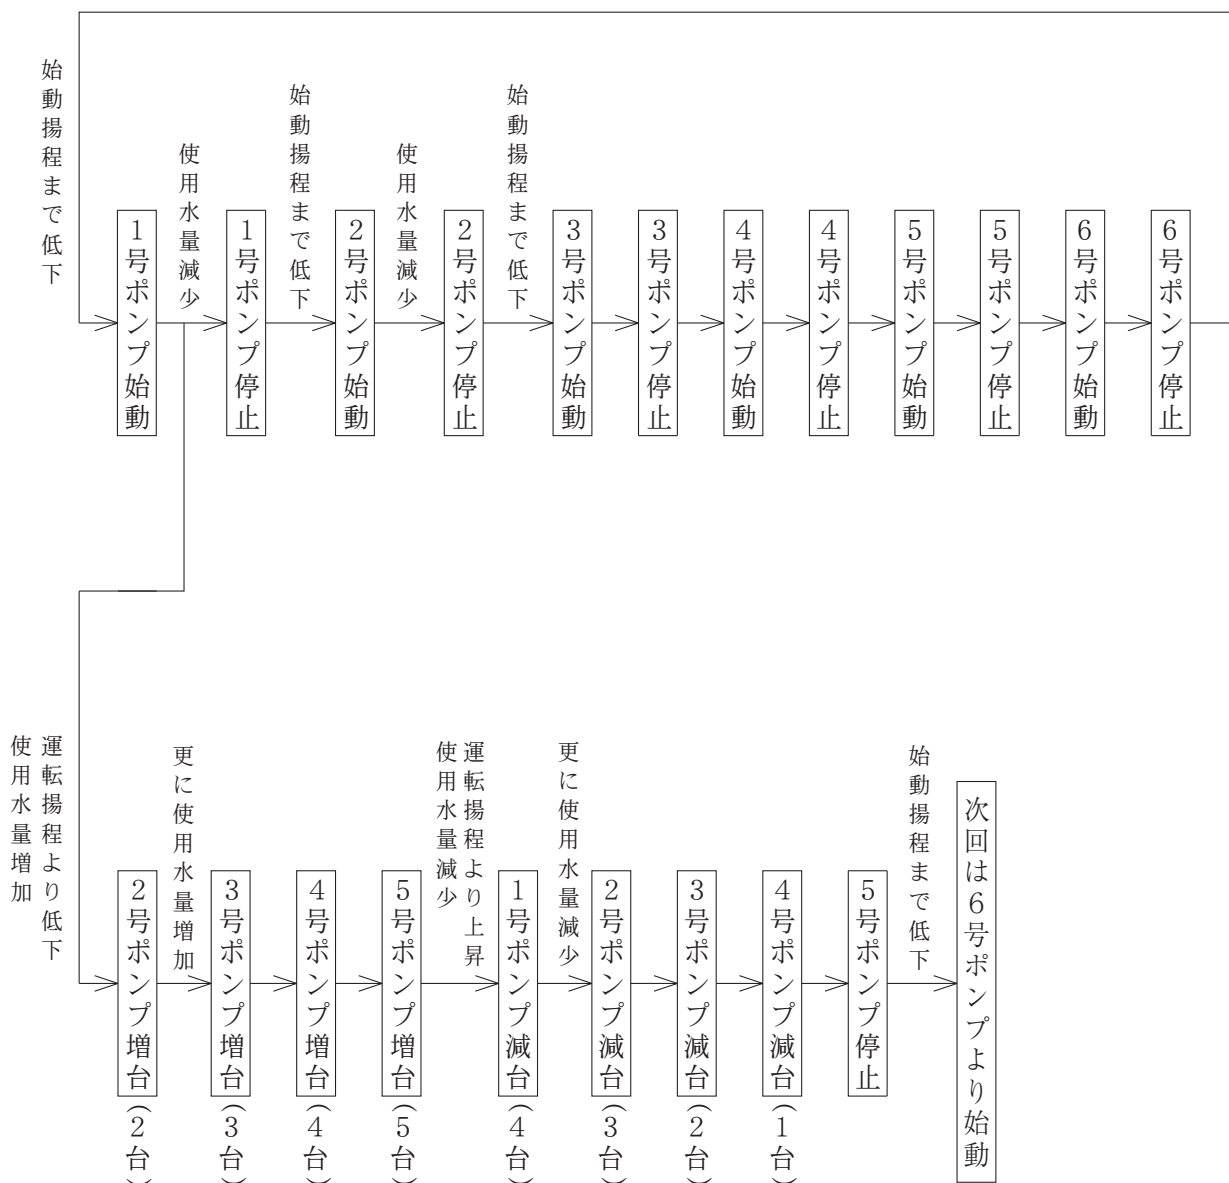 始動揚程まで低下
1号ポンプ始動
使用水量減少
1号ポンプ停止
始動揚程まで低下
2号ポンプ始動
使用水量減少
2号ポンプ停止
始動揚程まで低下
3号ポンプ始動
3号ポンプ停止
4号ポンプ始動
4号ポンプ停止
5号ポンプ始動
5号ポンプ停止
6号ポンプ始動
6号ポンプ停止
運転揚程より低下
使用水量増加
2号ポンプ増台(2台)
更に使用水量増加
3号ポンプ増台(3台)
4号ポンプ増台(4台)
5号ポンプ増台(5台)
運転揚程より上昇
使用水量減少
1号ポンプ減台(4台)
更に使用水量減少
2号ポンプ減台(3台)
3号ポンプ減台(2台)
4号ポンプ減台(1台)
5号ポンプ停止
始動揚程まで低下
次回は6号ポンプより始動